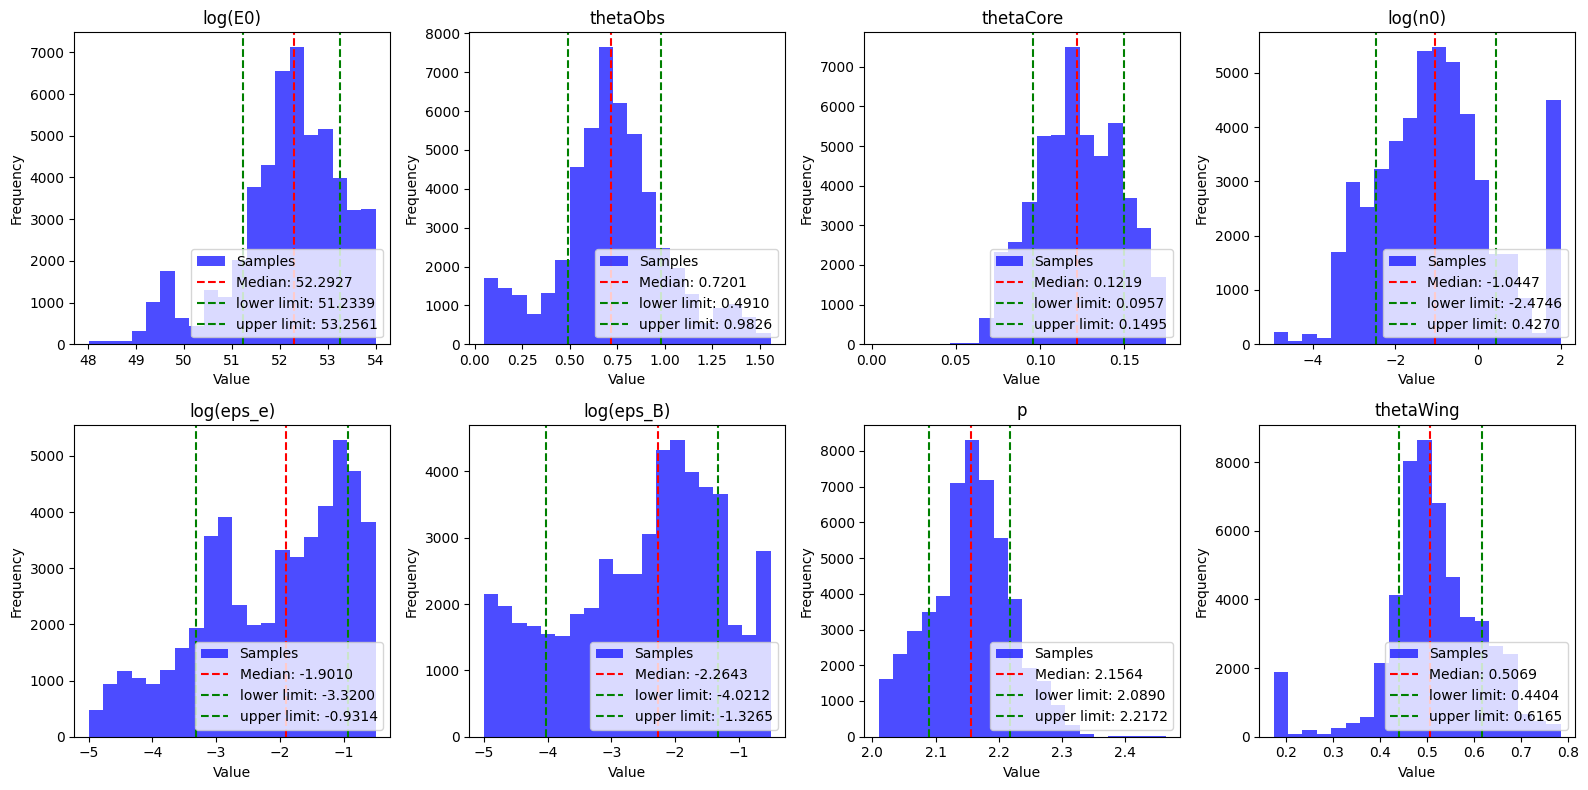 log(E0)
7000
6000
5000
4000
3000
2000
1000
0
Frequency
48 49 50 51 52 53 54
Value
Samples
Median: 52.2927
lower limit: 51.2339
upper limit: 53.2561
thetaObs
8000
7000
6000
5000
4000
3000
2000
1000
0
Frequency
0.00 0.25 0.50 0.75 1.00 1.25 1.50
Value
Samples
Median: 0.7201
lower limit: 0.4910
upper limit: 0.9826
thetaCore
7000
6000
5000
4000
3000
2000
1000
0
Frequency
0.00 0.05 0.10 0.15
Value
Samples
Median: 0.1219
lower limit: 0.0957
upper limit: 0.1495
log(n0)
5000
4000
3000
2000
1000
0
Frequency
−4 −2 0 2
Value
Samples
Median: -1.0447
lower limit: -2.4746
upper limit: 0.4270
log(eps_e)
5000
4000
3000
2000
1000
0
Frequency
−5 −4 −3 −2 −1
Value
Samples
Median: -1.9010
lower limit: -3.3200
upper limit: -0.9314
log(eps_B)
4000
3000
2000
1000
0
Frequency
−5 −4 −3 −2 −1
Value
Samples
Median: -2.2643
lower limit: -4.0212
upper limit: -1.3265
p
8000
7000
6000
5000
4000
3000
2000
1000
0
Frequency
2.0 2.1 2.2 2.3 2.4
Value
Samples
Median: 2.1564
lower limit: 2.0890
upper limit: 2.2172
thetaWing
8000
6000
4000
2000
0
Frequency
0.2 0.3 0.4 0.5 0.6 0.7 0.8
Value
Samples
Median: 0.5069
lower limit: 0.4404
upper limit: 0.6165